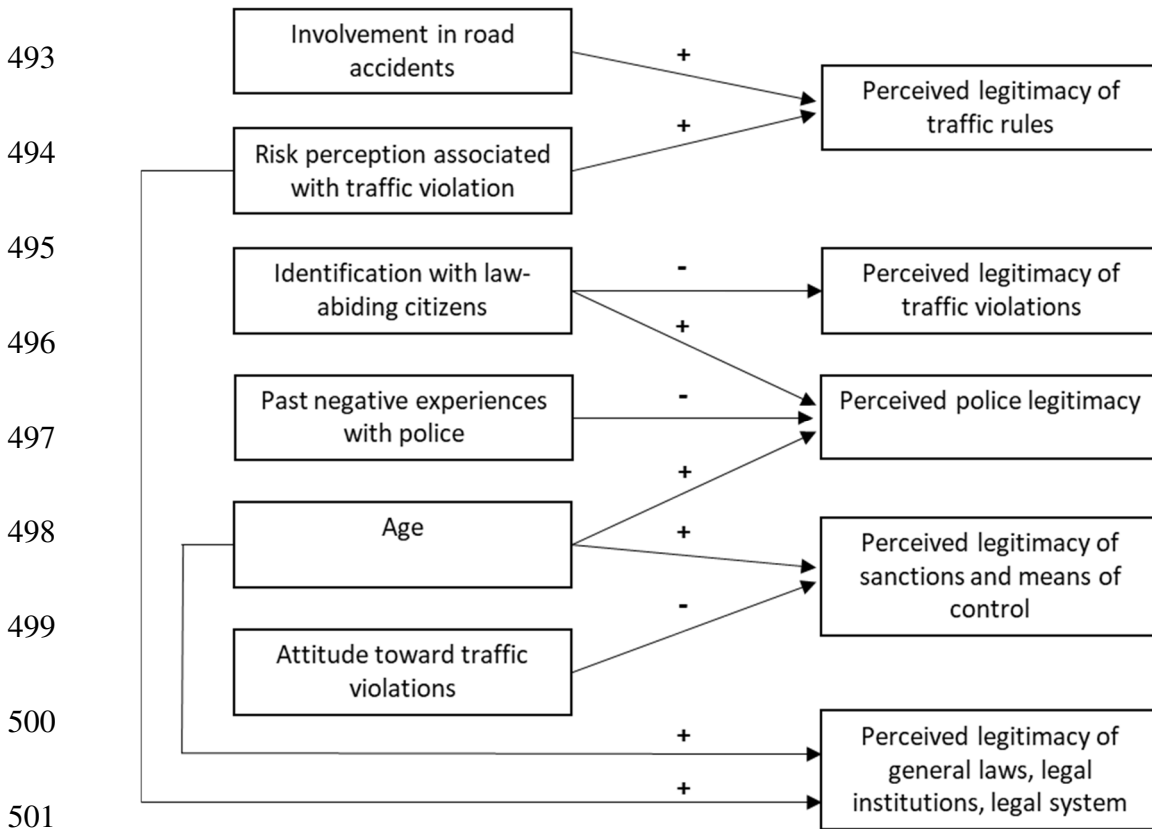 493
Involvement in road
accidents
+
Perceived legitimacy of
traffic rules
494
Risk perception associated
with traffic violation
+
495
Identification with law-
abiding citizens
-
Perceived legitimacy of
traffic violations
496
+
Past negative experiences
with police
-
Perceived police legitimacy
497
+
498
Age
+
Perceived legitimacy of
sanctions and means of
control
499
-
Attitude toward traffic
violations
500
+
Perceived legitimacy of
general laws, legal
institutions, legal system
+
501